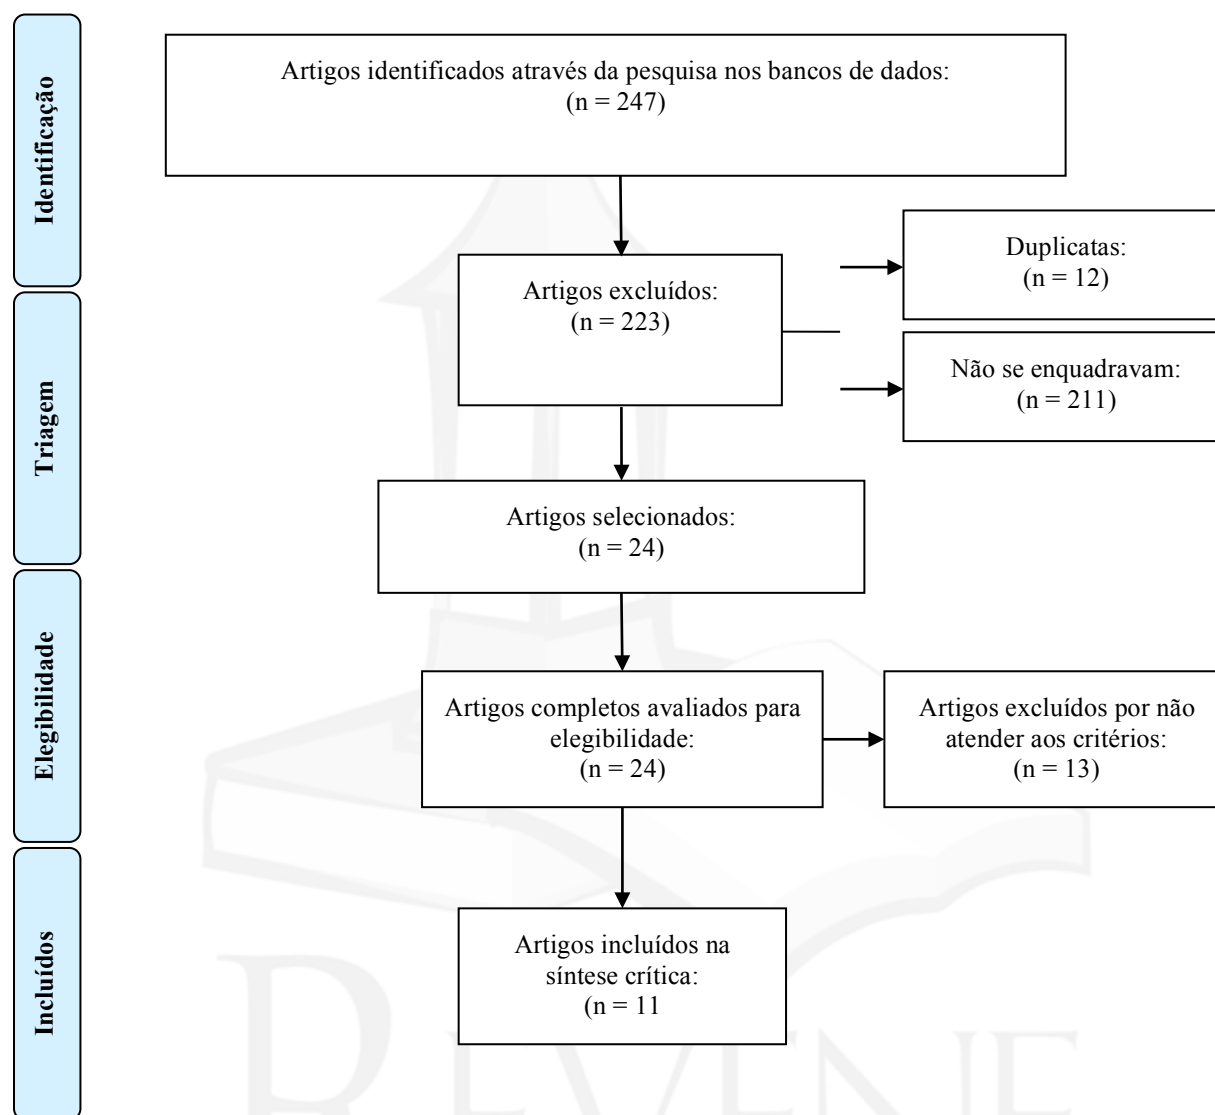 Identificação
Artigos identificados através da pesquisa nos bancos de dados:
(n = 247)
Artigos excluídos:
(n = 223)
Duplicatas:
(n = 12)
Não se enquadravam:
(n = 211)
Triagem
Artigos selecionados:
(n = 24)
Elegibilidade
Artigos completos avaliados para
elegibilidade:
(n = 24)
Artigos excluídos por não
atender aos critérios:
(n = 13)
Incluídos
Artigos incluídos na
síntese crítica:
(n = 11
REVENE